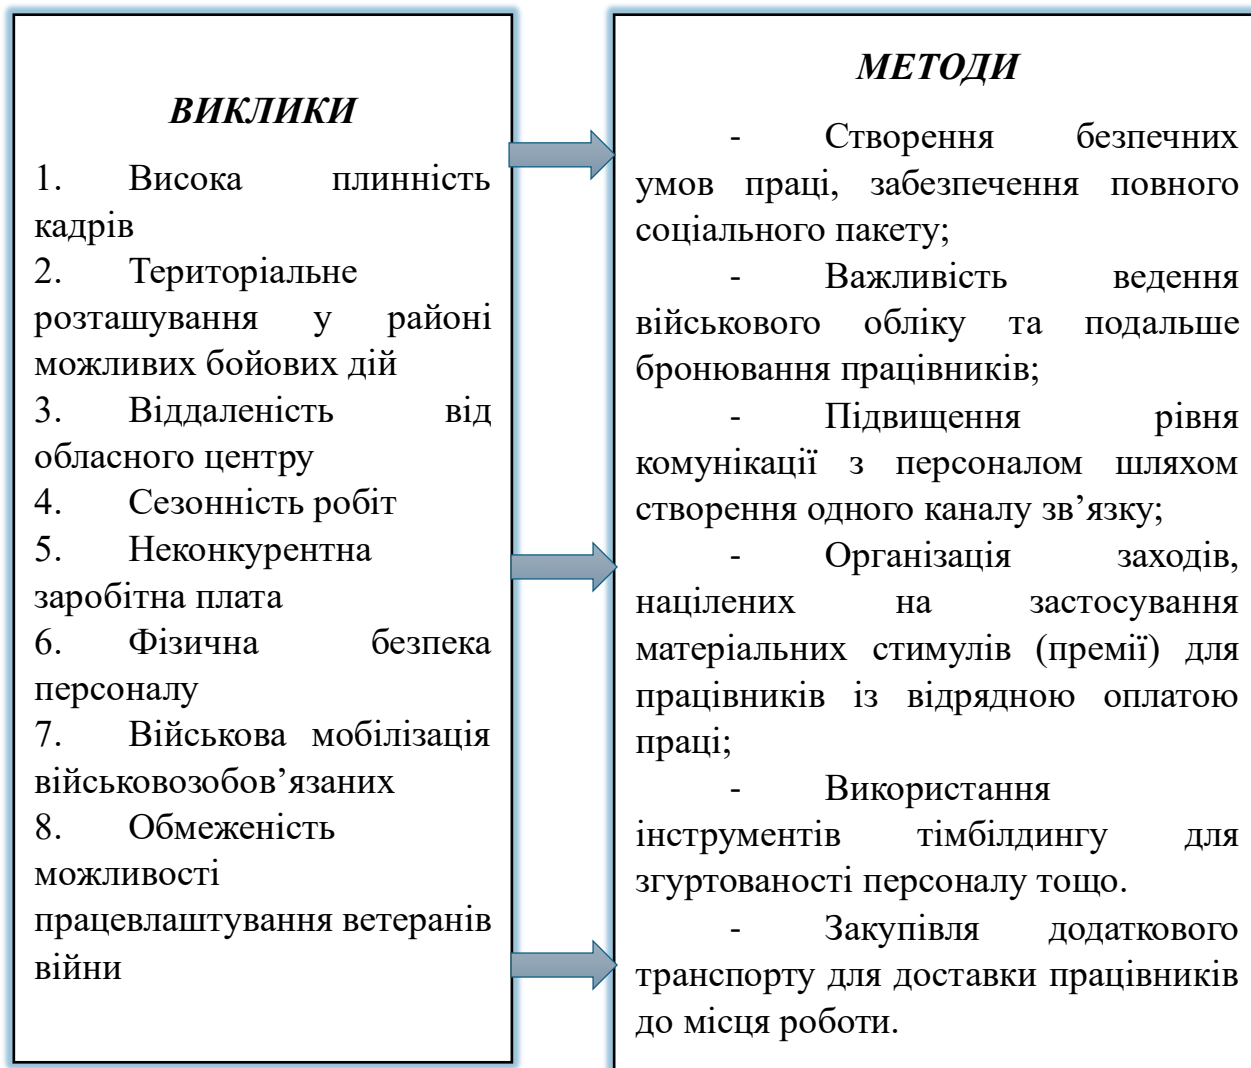 ВИКЛИКИ
1. Висока плинність
кадрів
2. Територіальне
розташування у районі
можливих бойових дій
3. Віддаленість від
обласного центру
4. Сезонність робіт
5. Неконкурентна
заробітна плата
6. Фізична безпека
персоналу
7. Військова мобілізація
військовозобов’язаних
8. Обмеженість
можливості
працевлаштування ветеранів
війни
МЕТОДИ
- Створення безпечних
умов праці, забезпечення повного
соціального пакету;
- Важливість ведення
військового обліку та подальше
бронювання працівників;
- Підвищення рівня
комунікації з персоналом шляхом
створення одного каналу зв’язку;
- Організація заходів,
націлених на застосування
матеріальних стимулів (премії) для
працівників із відрядною оплатою
праці;
- Використання
інструментів тімбілдингу для
згуртованості персоналу тощо.
- Закупівля додаткового
транспорту для доставки працівників
до місця роботи.